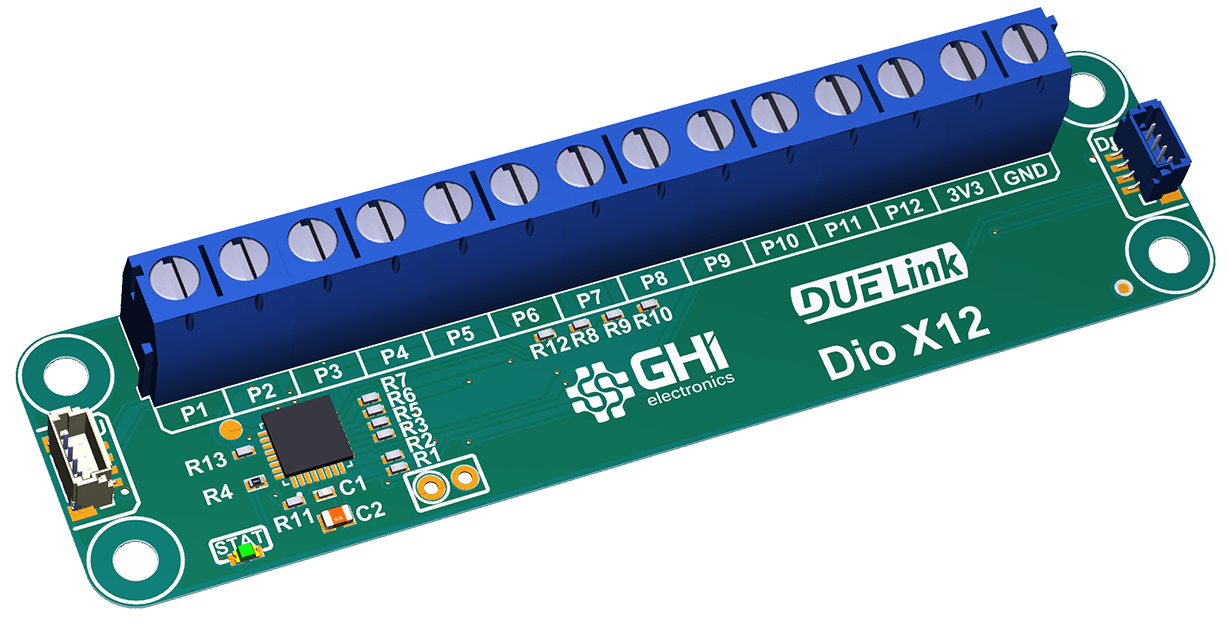 P1 P2 P3 P4 P5 P6 P7 P8 P9 P10 P11 P12 3V3 GND
DUELink
Dio X12
GHI
electronics
R12 R8 R9 R10
R7
R6
R5
R3
R2
R1
R13
R4
R11
C1
C2
STAT